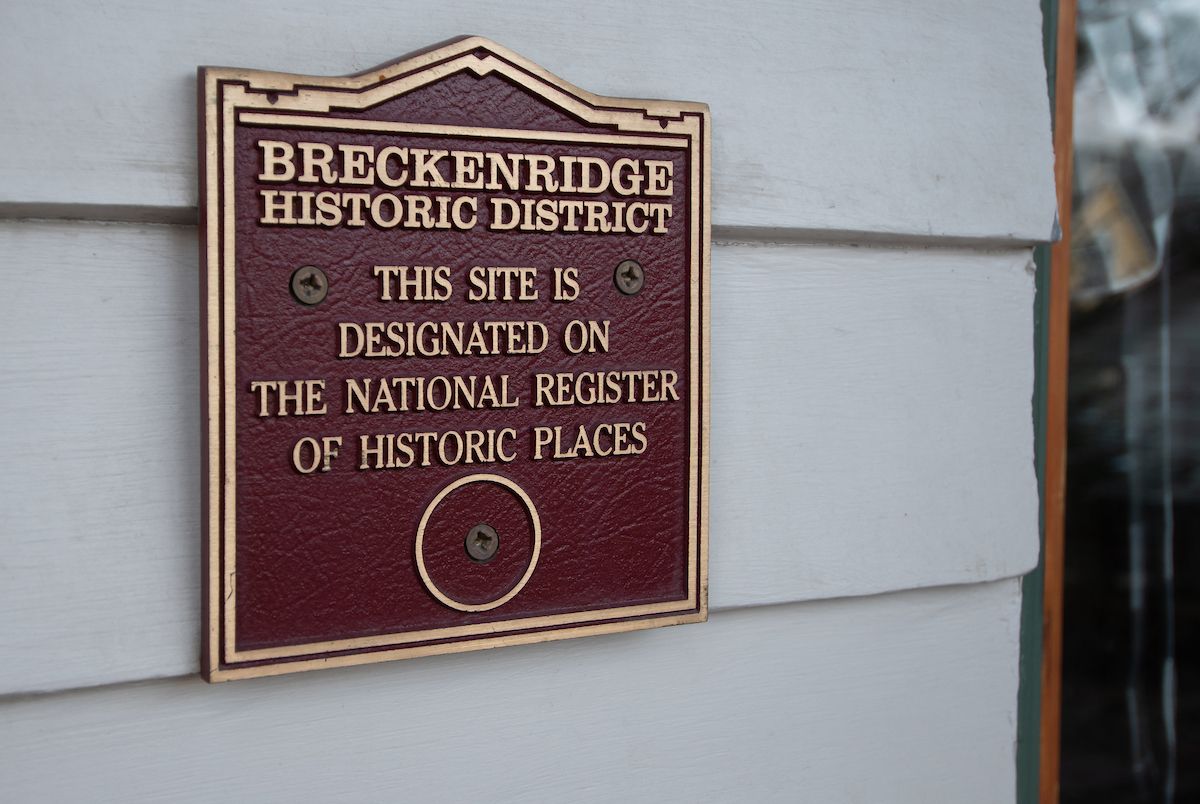 BRECKENRIDGE
HISTORIC DISTRICT
THIS SITE IS
DESIGNATED ON
THE NATIONAL REGISTER
OF HISTORIC PLACES